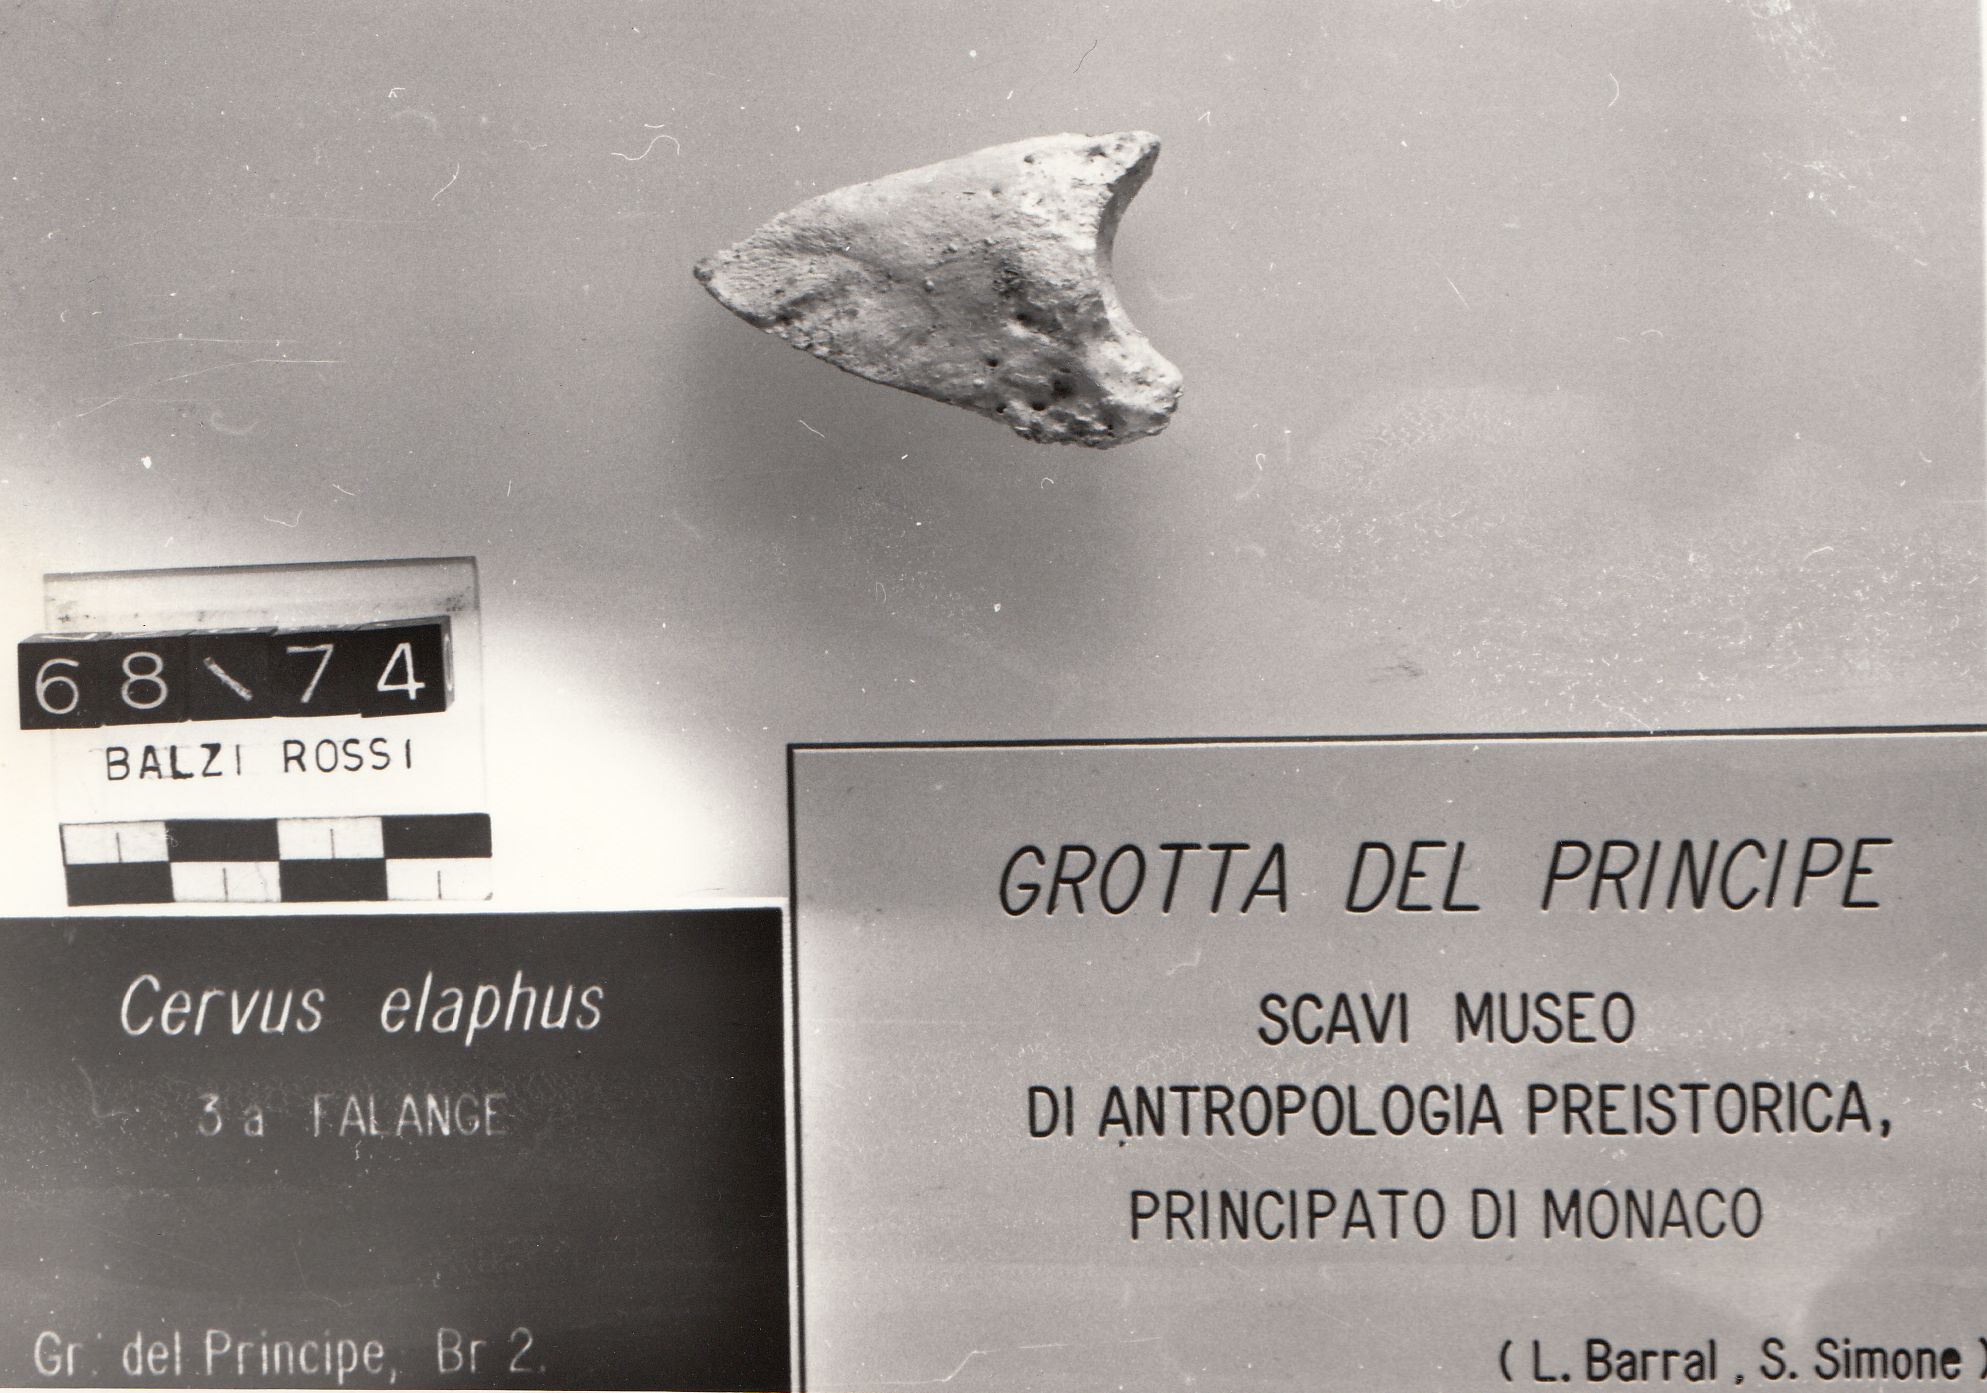 68\74
BALZI ROSSI
Cervus elaphus
3a FALANGE
Gr. del Principe, Br 2.
GROTTA DEL PRINCIPE
SCAVI MUSEO
DI ANTROPOLOGIA PREISTORICA,
PRINCIPATO DI MONACO
( L. Barral , S. Simone )